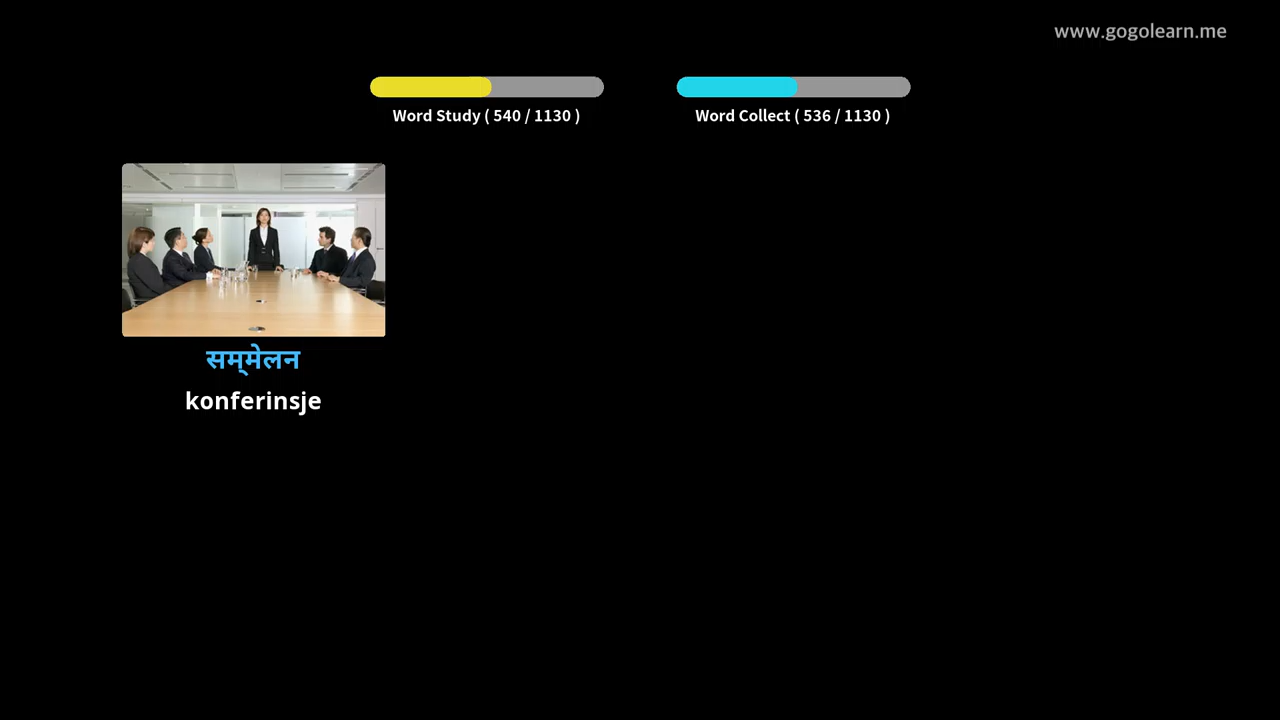 www.gogolearn.me
Word Study ( 540 / 1130 )
Word Collect ( 536 / 1130 )
सम्मेलन
konferinsje